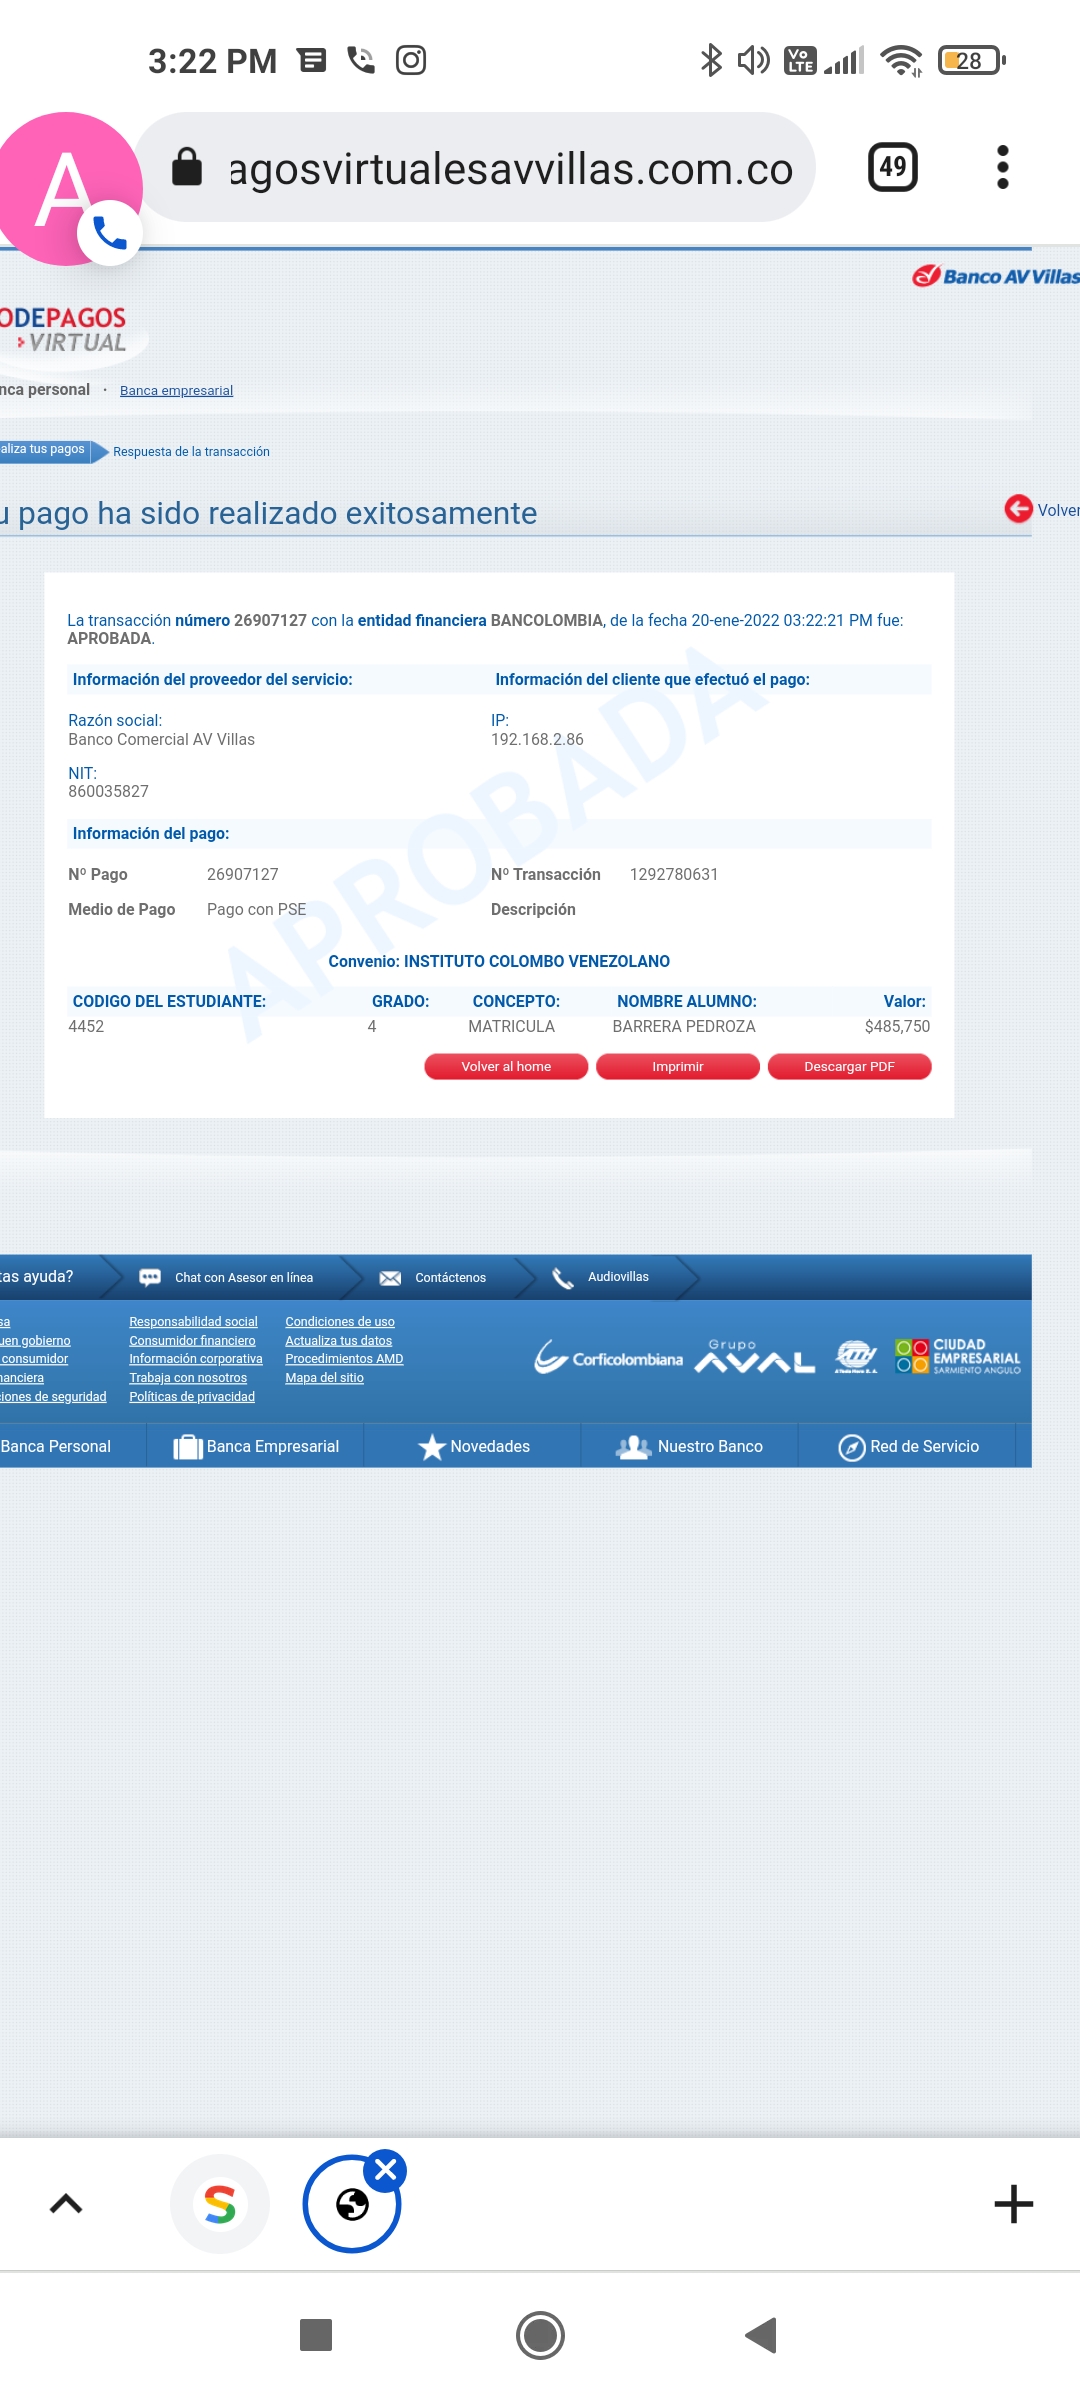 3:22 PM
Vo LTE
28
A
agosvirtualesavvillas.com.co
49
Banco AV Villas
ODEPAGOS
VIRTUAL
nca personal · Banca empresarial
aliza tus pagos Respuesta de la transacción
u pago ha sido realizado exitosamente
Volver
La transacción número 26907127 con la entidad financiera BANCOLOMBIA, de la fecha 20-ene-2022 03:22:21 PM fue:
APROBADA.
Información del proveedor del servicio: Información del cliente que efectuó el pago:
Razón social: IP:
Banco Comercial AV Villas 192.168.2.86
NIT:
860035827
APROBADA
Información del pago:
Nº Pago 26907127 Nº Transacción 1292780631
Medio de Pago Pago con PSE Descripción
Convenio: INSTITUTO COLOMBO VENEZOLANO
CODIGO DEL ESTUDIANTE: GRADO: CONCEPTO: NOMBRE ALUMNO: Valor:
4452 4 MATRICULA BARRERA PEDROZA $485,750
Volver al home Imprimir Descargar PDF
tas ayuda? Chat con Asesor en línea Contáctenos Audiovillas
sa Responsabilidad social Condiciones de uso
uen gobierno Consumidor financiero Actualiza tus datos
consumidor Información corporativa Procedimientos AMD
nanciera Trabaja con nosotros Mapa del sitio
ciones de seguridad Políticas de privacidad
Corficolombiana
Grupo
AVAL
CIUDAD
EMPRESARIAL
SARMIENTO ANGULO
Banca Personal Banca Empresarial Novedades Nuestro Banco Red de Servicio